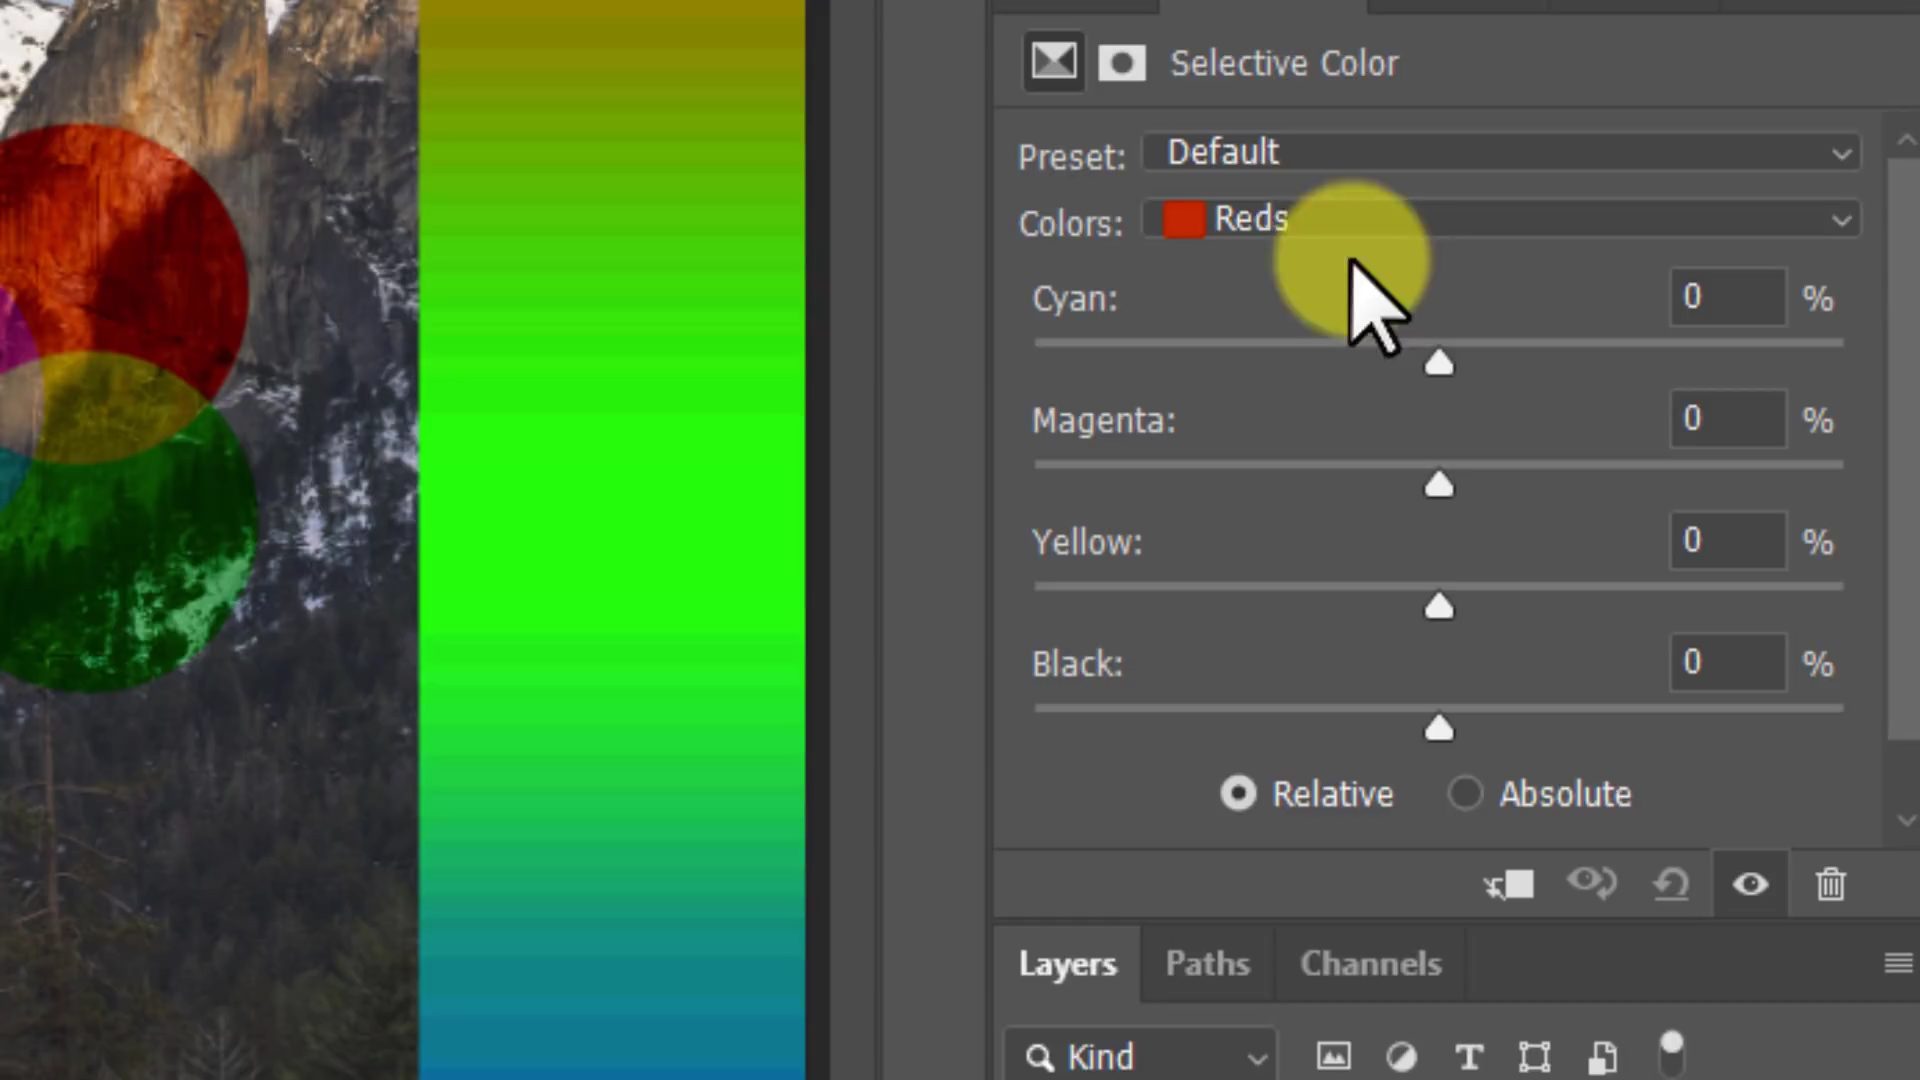 Selective Color
Preset: Default
Colors: Reds
Cyan: 0 %
Magenta: 0 %
Yellow: 0 %
Black: 0 %
Relative Absolute
Layers Paths Channels
Kind